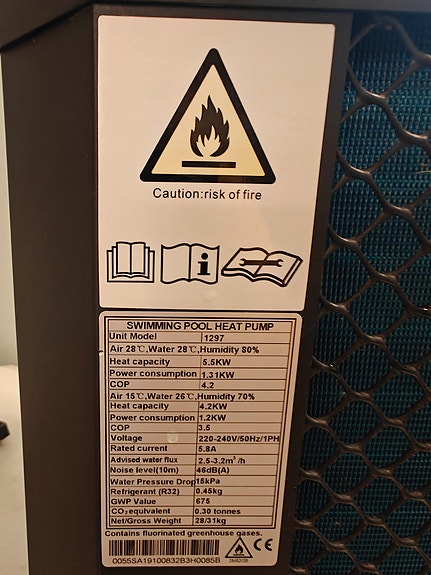 Caution:risk of fire
SWIMMING POOL HEAT PUMP
Unit Model 1297
Air 28℃,Water 28℃,Humidity 80%
Heat capacity 5.5KW
Power consumption 1.31KW
COP 4.2
Air 15℃,Water 26℃,Humidity 70%
Heat capacity 4.2KW
Power consumption 1.2KW
COP 3.5
Voltage 220-240V/50Hz/1PH
Rated current 5.8A
Advised water flux 2.5-3.2m³ /h
Noise level(10m) 46dB(A)
Water Pressure Drop 15kPa
Refrigerant (R32) 0.45kg
GWP Value 675
CO₂equivalent 0.30 tonnes
Net/Gross Weight 28/31kg
Contains fluorinated greenhouse gases.
CE
0055SA19100832B3H0085B